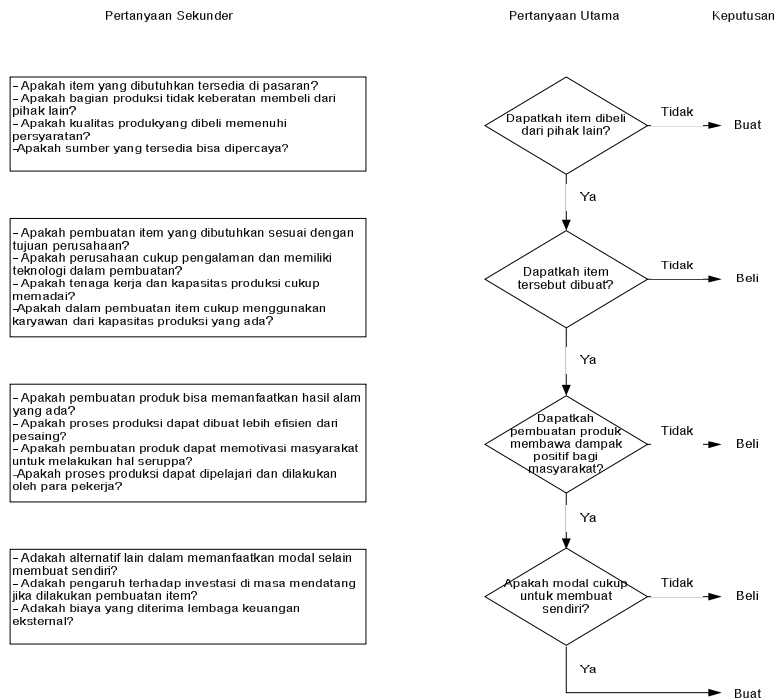 Pertanyaan Sekunder
Pertanyaan Utama
Keputusan
– Apakah item yang dibutuhkan tersedia di pasaran?
– Apakah bagian produksi tidak keberatan membeli dari
pihak lain?
– Apakah kualitas produkyang dibeli memenuhi
persyaratan?
-Apakah sumber yang tersedia bisa dipercaya?
Dapatkah item dibeli
dari pihak lain?
Tidak
Buat
Ya
– Apakah pembuatan item yang dibutuhkan sesuai dengan
tujuan perusahaan?
– Apakah perusahaan cukup pengalaman dan memiliki
teknologi dalam pembuatan?
– Apakah tenaga kerja dan kapasitas produksi cukup
memadai?
-Apakah dalam pembuatan item cukup menggunakan
karyawan dari kapasitas produksi yang ada?
Dapatkah item
tersebut dibuat?
Tidak
Beli
Ya
– Apakah pembuatan produk bisa memanfaatkan hasil alam
yang ada?
– Apakah proses produksi dapat dibuat lebih efisien dari
pesaing?
– Apakah pembuatan produk dapat memotivasi masyarakat
untuk melakukan hal seruppa?
-Apakah proses produksi dapat dipelajari dan dilakukan
oleh para pekerja?
Dapatkah
pembuatan produk
membawa dampak
positif bagi
masyarakat?
Tidak
Beli
Ya
– Adakah alternatif lain dalam memanfaatkan modal selain
membuat sendiri?
– Adakah pengaruh terhadap investasi di masa mendatang
jika dilakukan pembuatan item?
– Adakah biaya yang diterima lembaga keuangan
eksternal?
Apakah modal cukup
untuk membuat
sendiri?
Tidak
Beli
Ya
Buat